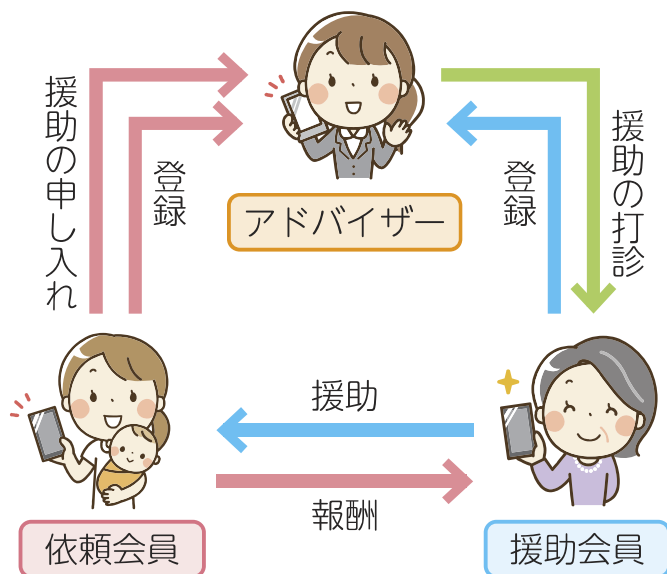 援助の申し入れ
登録
アドバイザー
登録
援助の打診
援助
報酬
依頼会員
援助会員